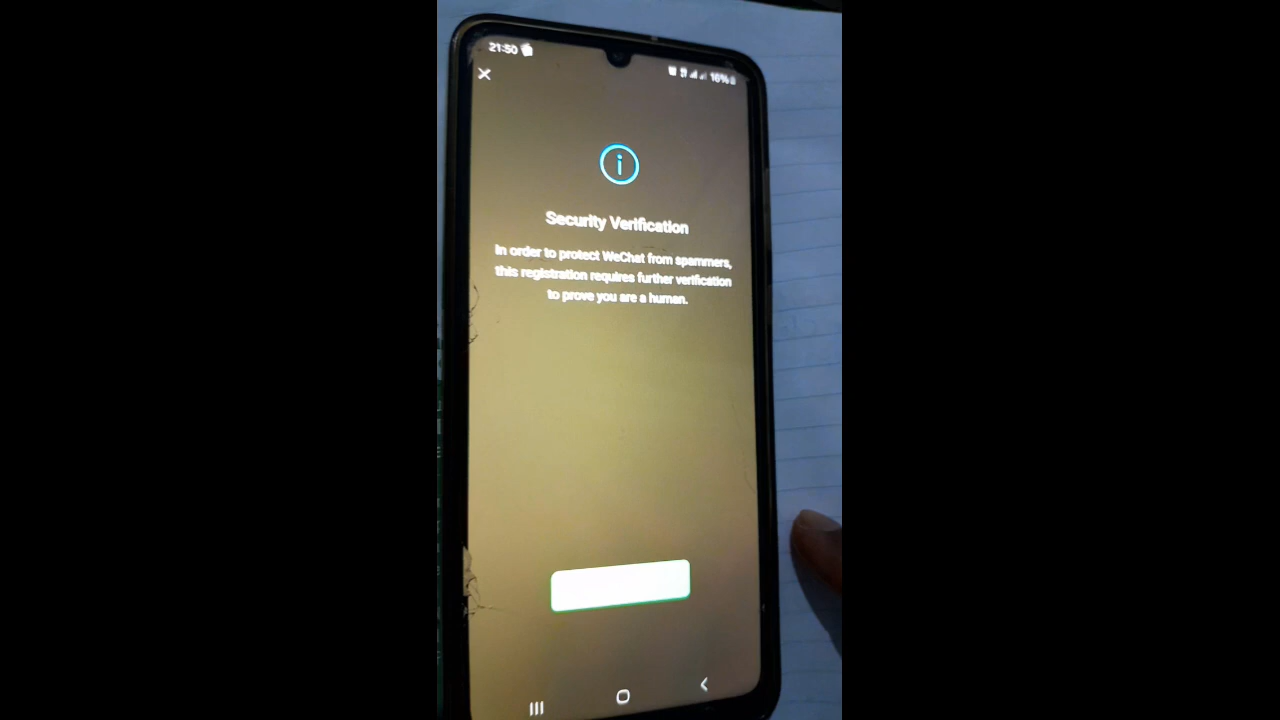 21:50
16%
Security Verification
In order to protect WeChat from spammers,
this registration requires further verification
to prove you are a human.